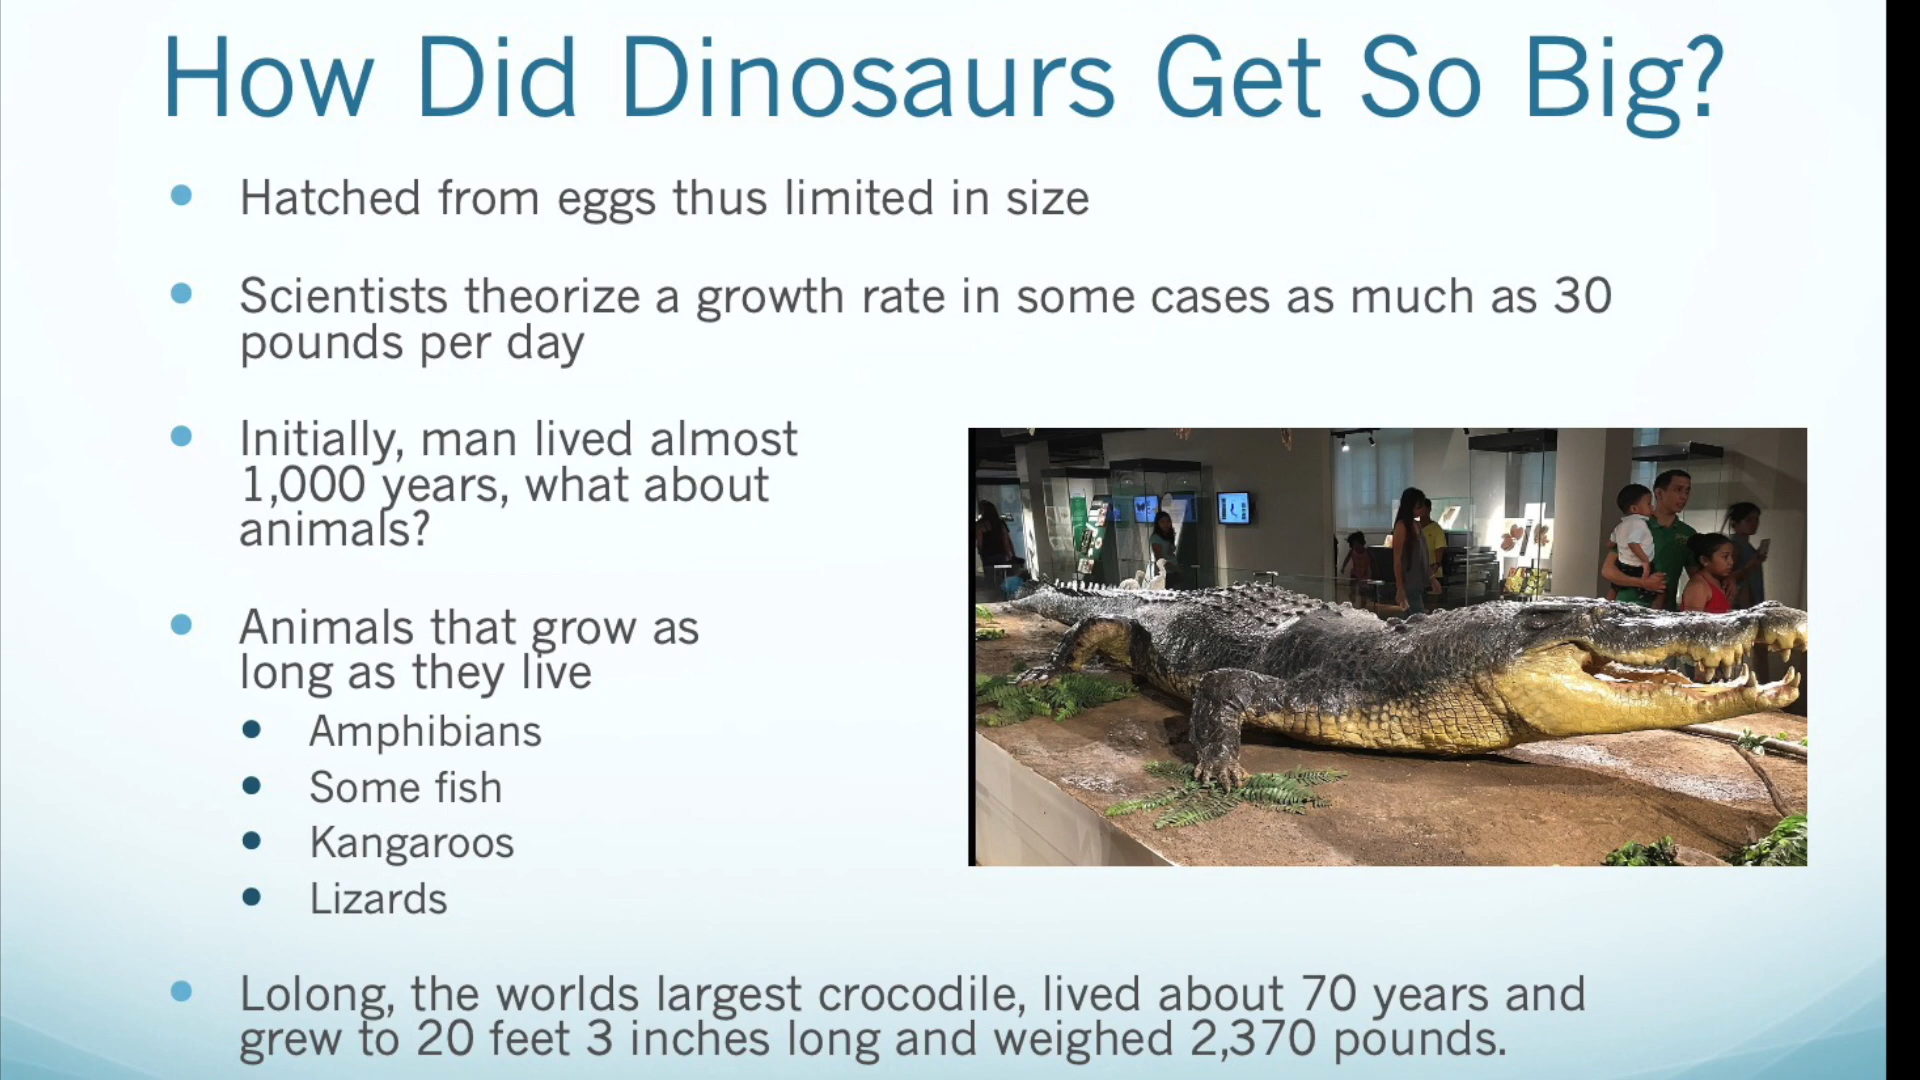 How Did Dinosaurs Get So Big?
Hatched from eggs thus limited in size
Scientists theorize a growth rate in some cases as much as 30
pounds per day
Initially, man lived almost
1,000 years, what about
animals?
Animals that grow as
long as they live
Amphibians
Some fish
Kangaroos
Lizards
Lolong, the worlds largest crocodile, lived about 70 years and
grew to 20 feet 3 inches long and weighed 2,370 pounds.